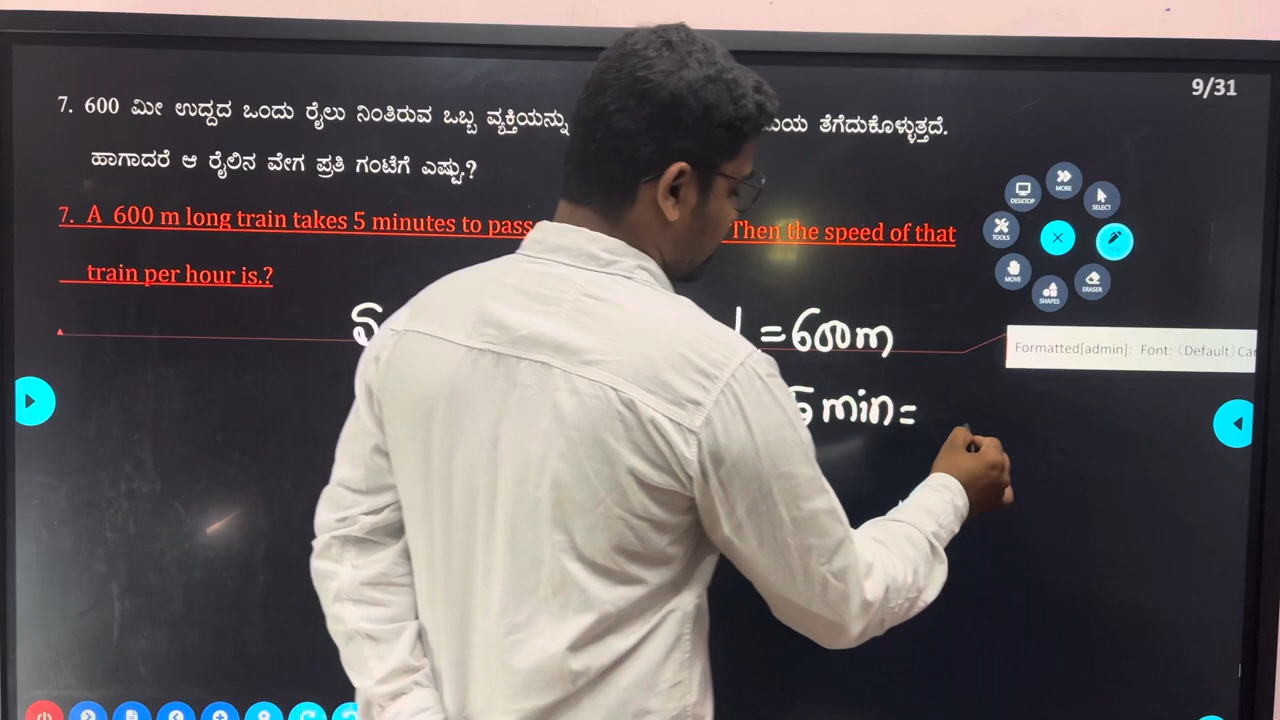 9/31
7. 600 ಮೀ ಉದ್ದದ ಒಂದು ರೈಲು ನಿಂತಿರುವ ಒಬ್ಬ ವ್ಯಕ್ತಿಯನ್ನು ತೆಗೆದುಕೊಳ್ಳುತ್ತದೆ.
ಹಾಗಾದರೆ ಆ ರೈಲಿನ ವೇಗ ಪ್ರತಿ ಗಂಟೆಗೆ ಎಷ್ಟು.?
7. A 600 m long train takes 5 minutes to pass Then the speed of that
train per hour is.?
MORE
DESKTOP
SELECT
TOOLS
MOVE
ERASER
SHAPES
= 600m
5 min =
Formatted[admin]: Font: (Default)